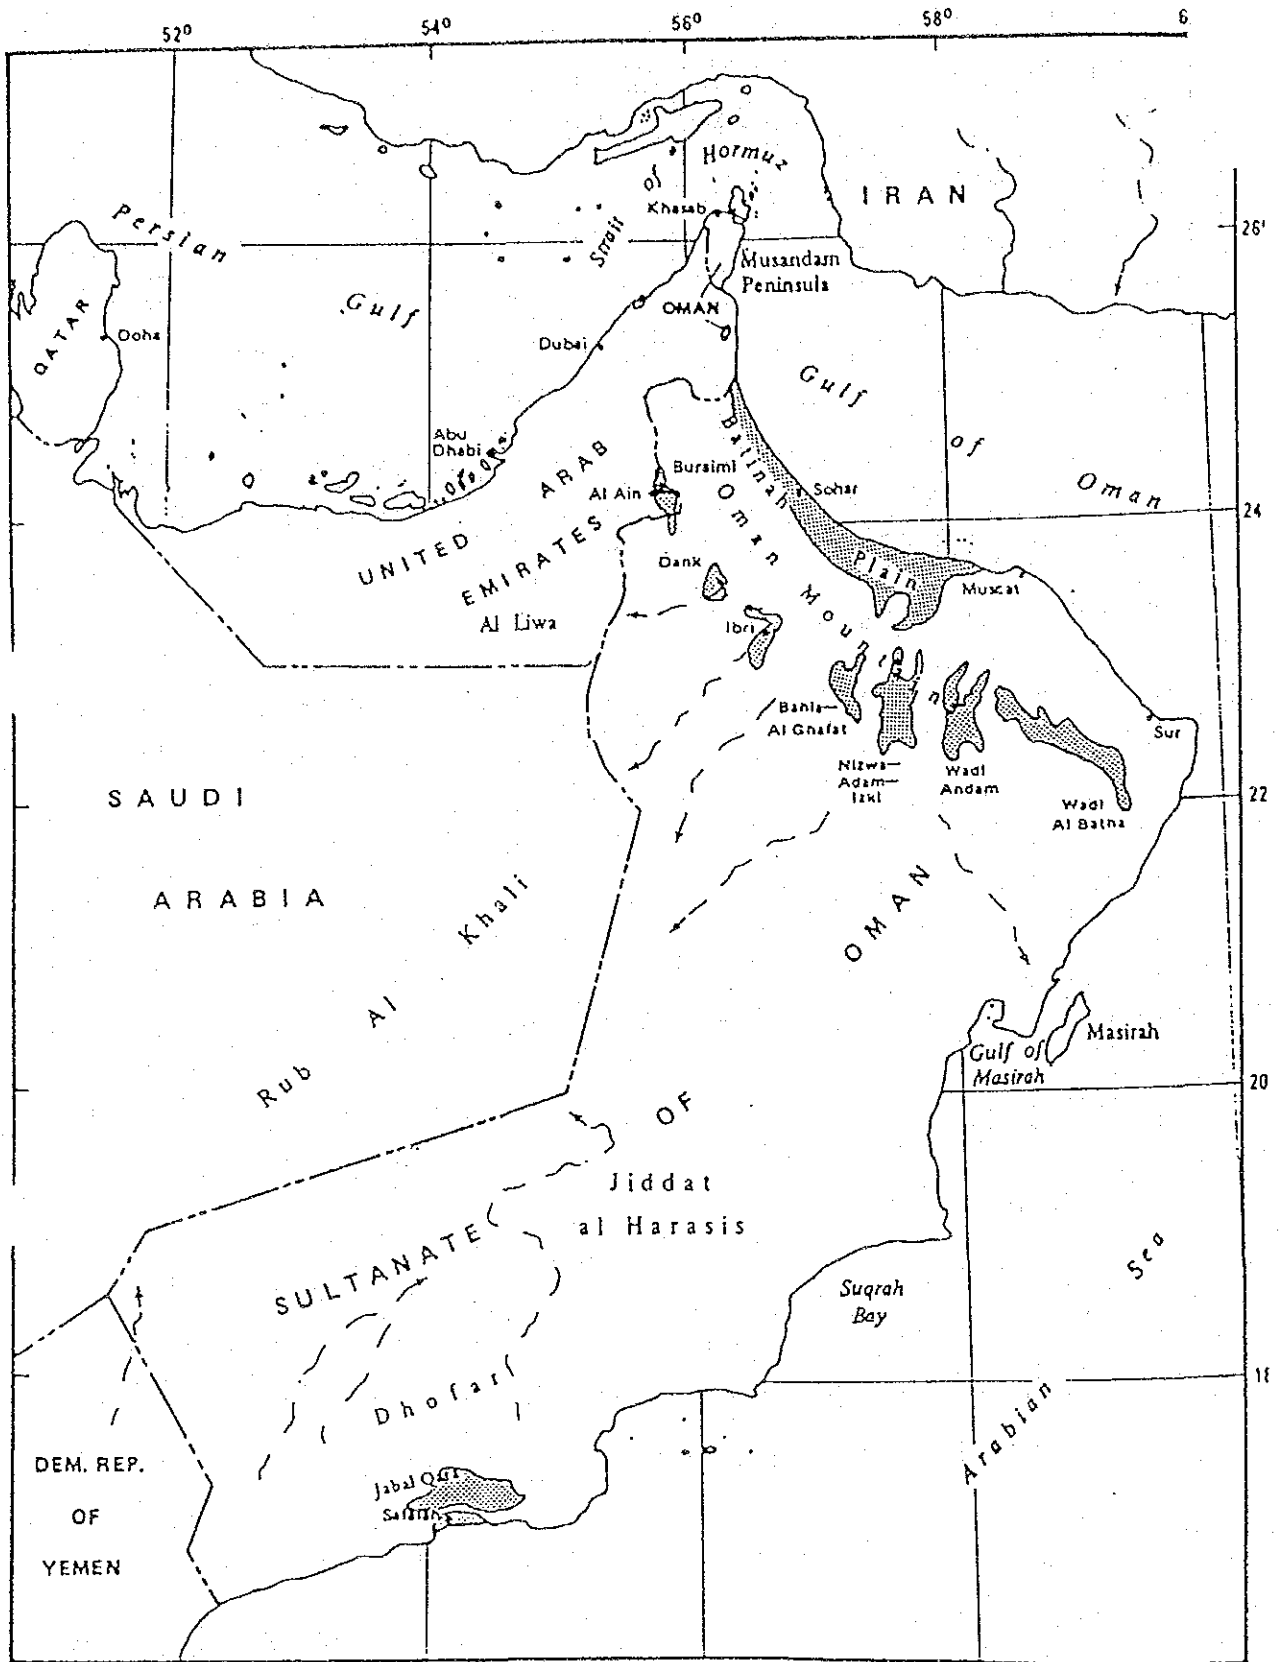 52°
54°
56°
58°
6
Hormuz
of
Strait
Khasab
IRAN
26'
Persian
Gulf
Musandam
Peninsula
OMAN
QATAR
Doha
Dubai
Gulf
of
Oman
Abu
Dhabi
Batinah
Plain
Buraimi
Al Ain
Sohar
24
UNITED ARAB
EMIRATES
Oman
Mountain
Dank
Muscat
Al Liwa
Ibri
Bahla—
Al Ghafat
Sur
Nizwa—
Adam—
Izki
Wadi
Andam
Wadi
Al Batha
22
SAUDI
ARABIA
Rub Al Khali
SULTANATE OF OMAN
Masirah
Gulf of
Masirah
20
Jiddat
al Harasis
Suqrah
Bay
Arabian Sea
18
Dhofar
DEM. REP.
OF
YEMEN
Jabal Qara
Salalah